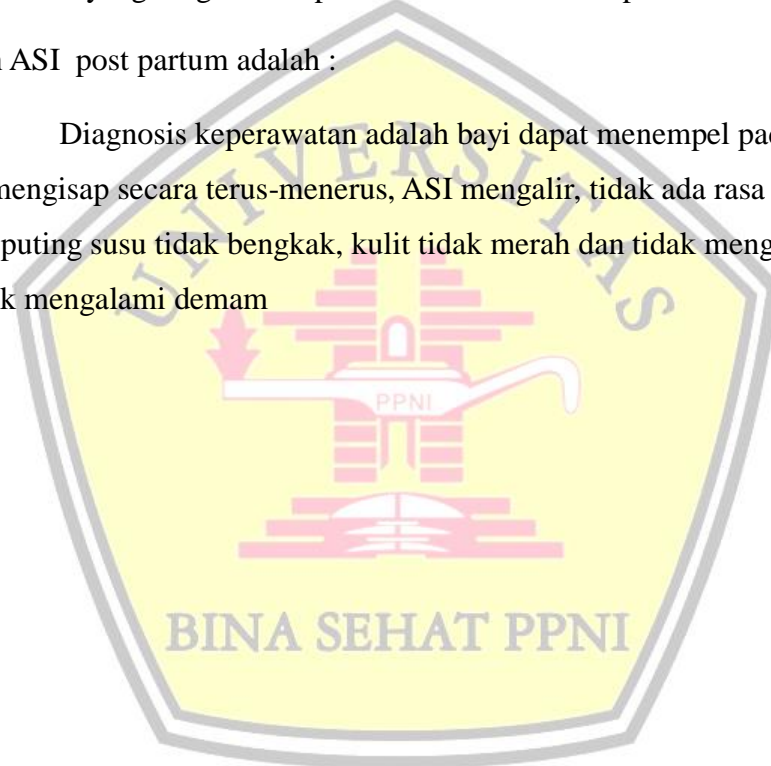 ASI post partum adalah :
Diagnosis keperawatan adalah bayi dapat menempel pad
mengisap secara terus-menerus, ASI mengalir, tidak ada rasa
puting susu tidak bengkak, kulit tidak merah dan tidak meng
k mengalami demam
UNIVERSITAS
PPNI
BINA SEHAT PPNI